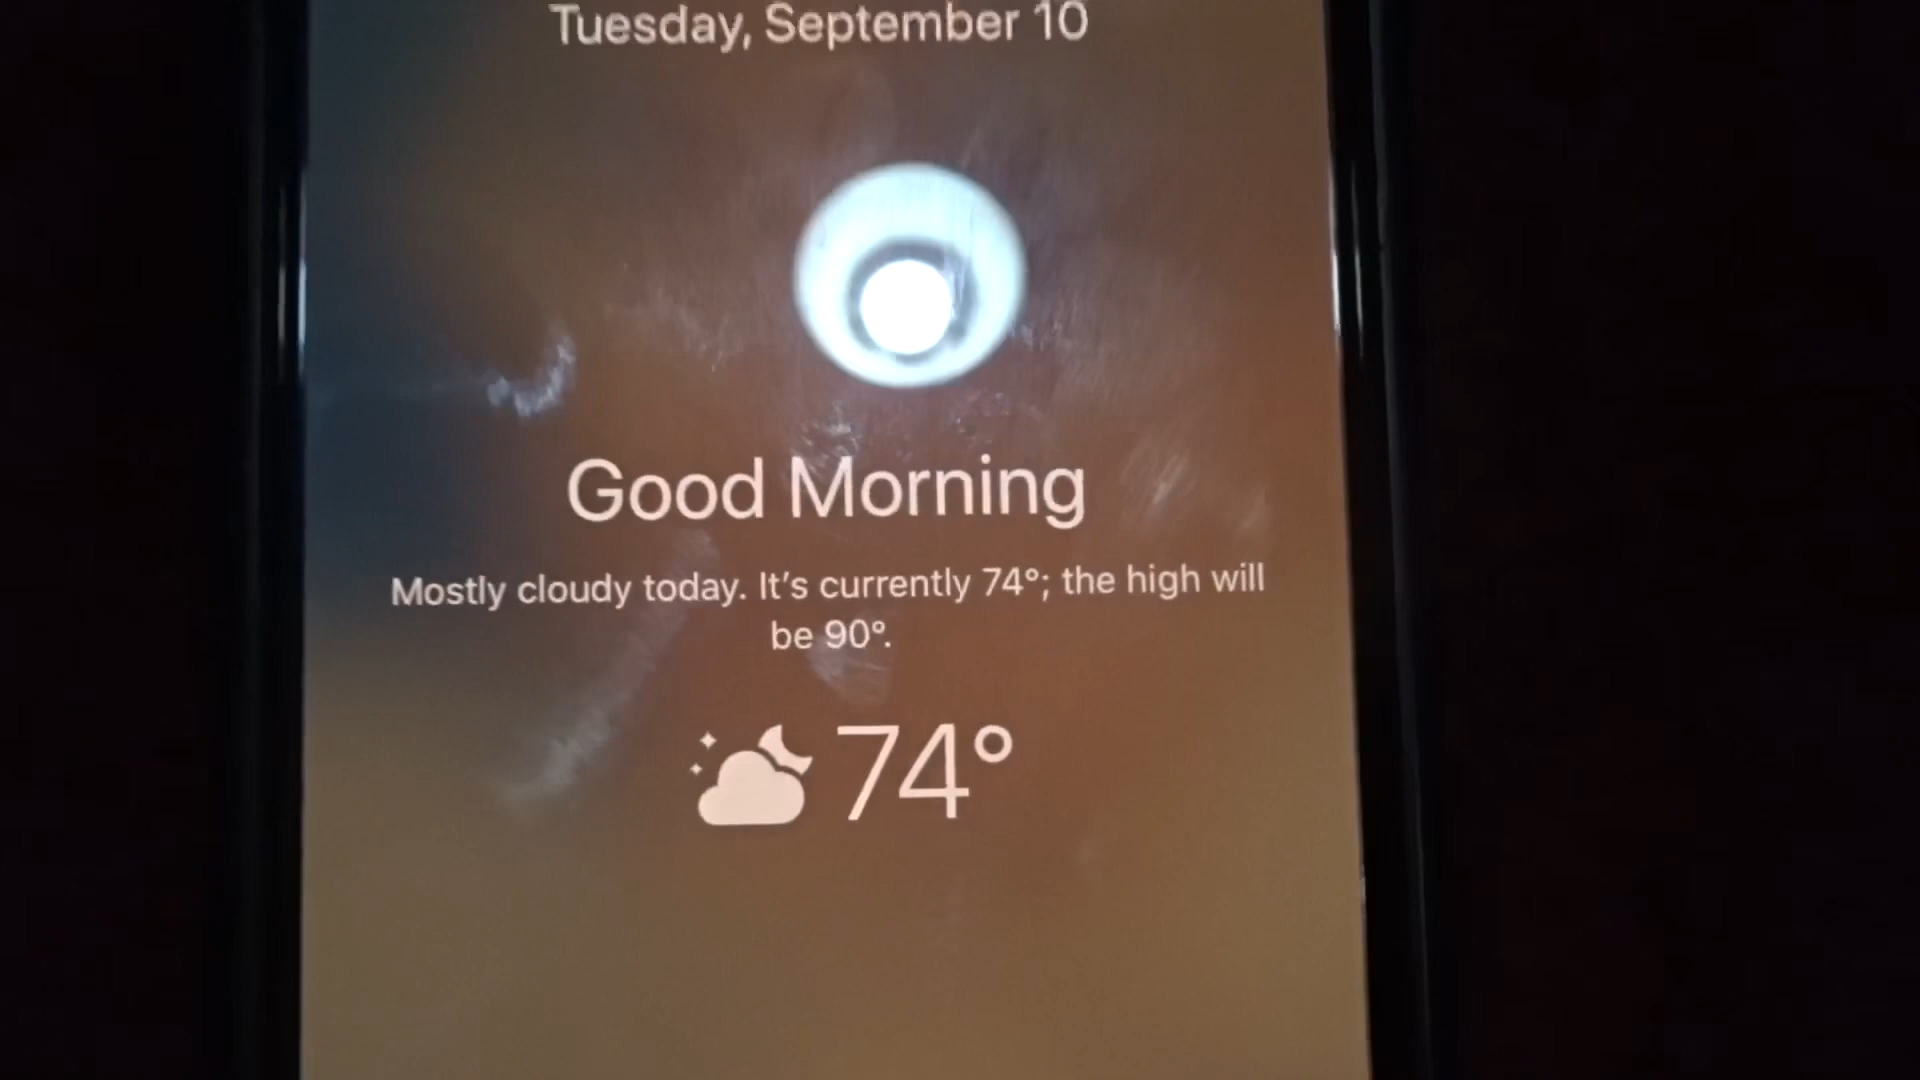 Tuesday, September 10
Good Morning
Mostly cloudy today. It's currently 74°; the high will
be 90°.
74°